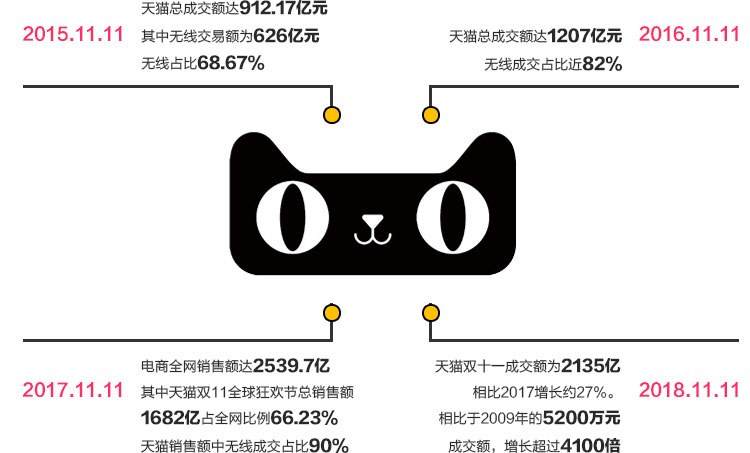 2015.11.11
天猫总成交额达912.17亿元
其中无线交易额为626亿元
无线占比68.67%
天猫总成交额达1207亿元
无线成交占比近82%
2016.11.11
2017.11.11
电商全网销售额达2539.7亿
其中天猫双11全球狂欢节总销售额
1682亿占全网比例66.23%
天猫销售额中无线成交占比90%
天猫双十一成交额为2135亿
相比2017增长约27%。
相比于2009年的5200万元
成交额，增长超过4100倍
2018.11.11